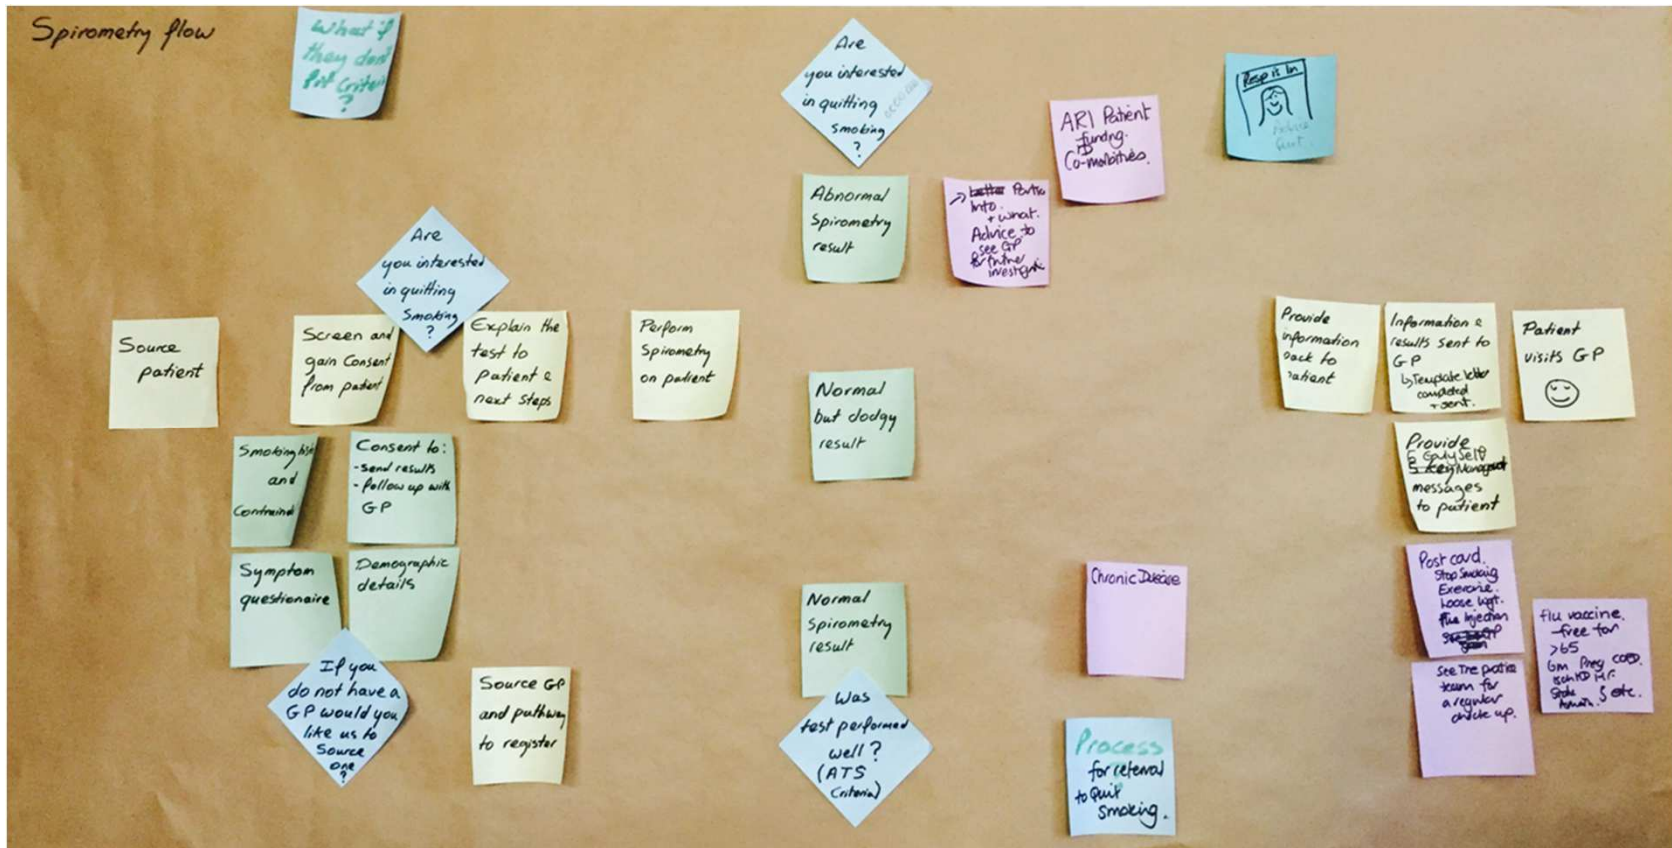 Spirometry flow
What if
they don't
fit Criteria
?
Are
you interested
in quitting
smoking
?
ARI Patient
funding.
Co-morbities.
Resp is In
Abnormal
Spirometry
result
Into.
+ what.
Advice to
see GP
for further
Are
you interested
in quitting
Smoking
?
Source
patient
Screen and
gain Consent
from patient
Explain the
test to
Patient &
next steps
Perform
Spirometry
on patient
Normal
but dodgy
result
Provide
information
back to
Patient
Information &
results sent to
GP
↳ Template letter
completed
+ sent.
Patient
visits GP
Smoking hist
and
Contraind
Consent to:
- Send results
- follow up with
GP
Provide
messages
to patient
Symptom
questionaire
Demographic
details
Normal
Spirometry
result
Chronic Disease
Post card.
Stop Smoking
Exercise.
Loose Wgt.
Flu Injection
flu vaccine.
free for
>65
See The practice
team for
a regular
check up.
If you
do not have a
GP would you
like us to
Source
one
?
Source GP
and pathway
to register
Was
test performed
well?
(ATS
Criteria)
Process
for referral
to Quit
Smoking.